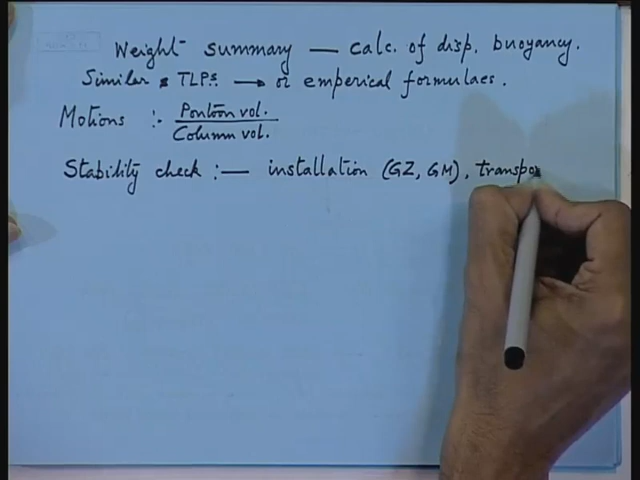 Weight summary — calc. of disp. buoyancy.
Similar TLPs. → or emperical formulaes.
Motions :- Pontoon vol.
Column vol.
Stability check :— installation (GZ, GM), transpo